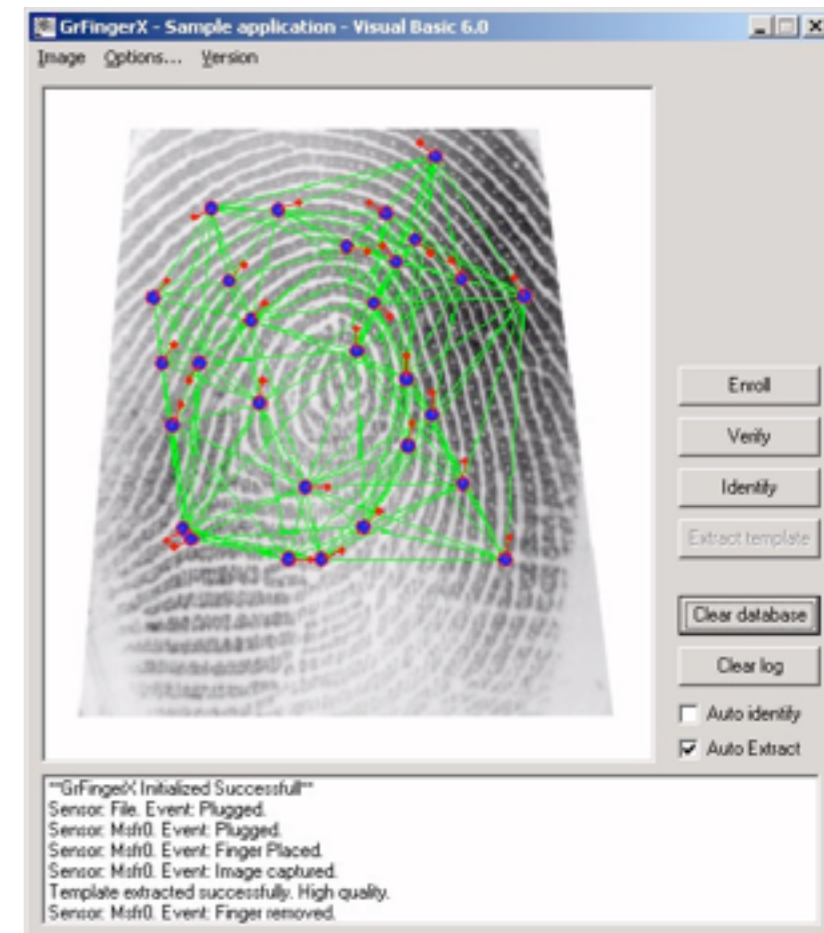 GrFingerX - Sample application - Visual Basic 6.0
Image Options... Version
Enroll
Verify
Identify
Extract template
Clear database
Clear log
Auto identify
Auto Extract
**GrFingerX Initialized Successfull**
Sensor: File. Event: Plugged.
Sensor: Msfr0. Event: Plugged.
Sensor: Msfr0. Event: Finger Placed.
Sensor: Msfr0. Event: Image captured.
Template extracted successfully. High quality.
Sensor: Msfr0. Event: Finger removed.